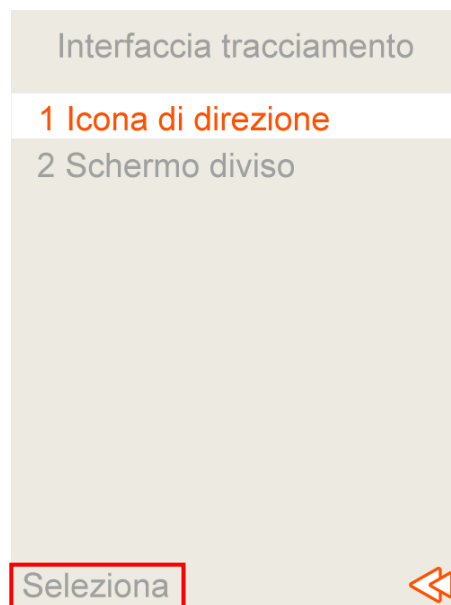 Interfaccia tracciamento
1 Icona di direzione
2 Schermo diviso
Seleziona